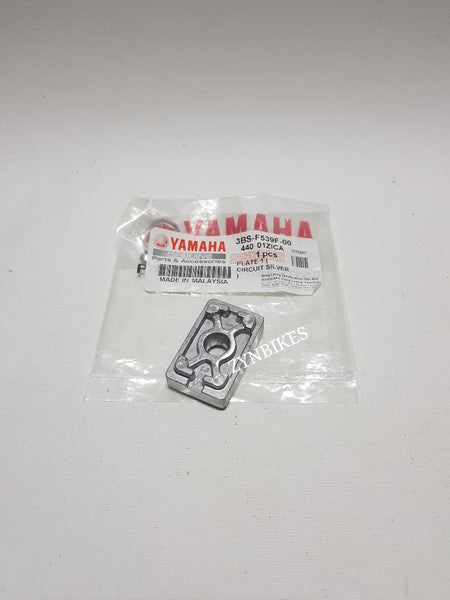 YAMAHA
YAMAHA
GENUINE
Parts & Accessories
MADE IN MALAYSIA
3BS-F539F-00
440 01ZICA
1 pcs
PLATE 1 (
CIRCUIT SILVER
)
ZYNBIKES